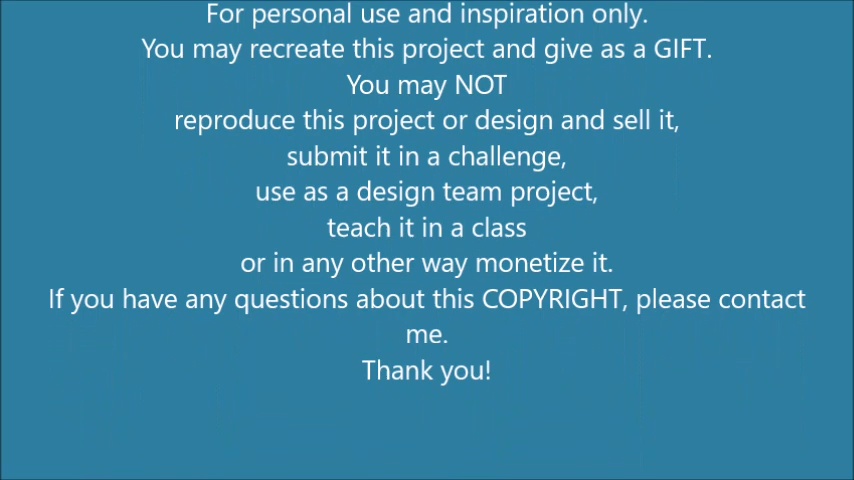 For personal use and inspiration only.
You may recreate this project and give as a GIFT.
You may NOT
reproduce this project or design and sell it,
submit it in a challenge,
use as a design team project,
teach it in a class
or in any other way monetize it.
If you have any questions about this COPYRIGHT, please contact
me.
Thank you!